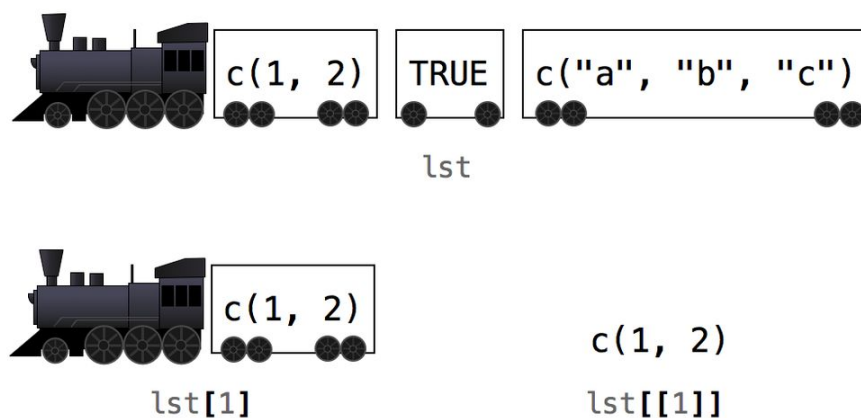 c(1, 2) TRUE c("a", "b", "c")
lst
c(1, 2)
c(1, 2)
lst[1] lst[[1]]